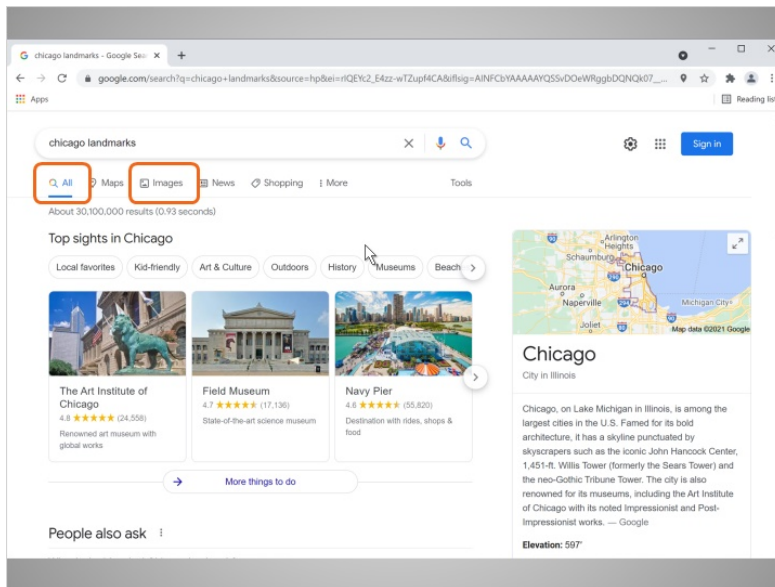 chicago landmarks - Google Sear
google.com/search?q=chicago+landmarks&source=hp&ei=rIQEYc2_E4zz-wTZupf4CA&iflsig=AINFCbYAAAAAYQSSvDOeWRggbDQNQk07__...
Apps
Reading list
chicago landmarks
Sign in
All Maps Images News Shopping More Tools
About 30,100,000 results (0.93 seconds)
Top sights in Chicago
Local favorites Kid-friendly Art & Culture Outdoors History Museums Beach
The Art Institute of
Chicago
4.8 (24,558)
Renowned art museum with
global works
Field Museum
4.7 (17,136)
State-of-the-art science museum
Navy Pier
4.6 (55,820)
Destination with rides, shops &
food
More things to do
People also ask
Arlington
Heights
Schaumburg
Chicago
Aurora
Naperville
Joliet
Michigan City
90
90
294
80
Map data ©2021 Google
Chicago
City in Illinois
Chicago, on Lake Michigan in Illinois, is among the
largest cities in the U.S. Famed for its bold
architecture, it has a skyline punctuated by
skyscrapers such as the iconic John Hancock Center,
1,451-ft. Willis Tower (formerly the Sears Tower) and
the neo-Gothic Tribune Tower. The city is also
renowned for its museums, including the Art Institute
of Chicago with its noted Impressionist and Post-
Impressionist works. — Google
Elevation: 597'